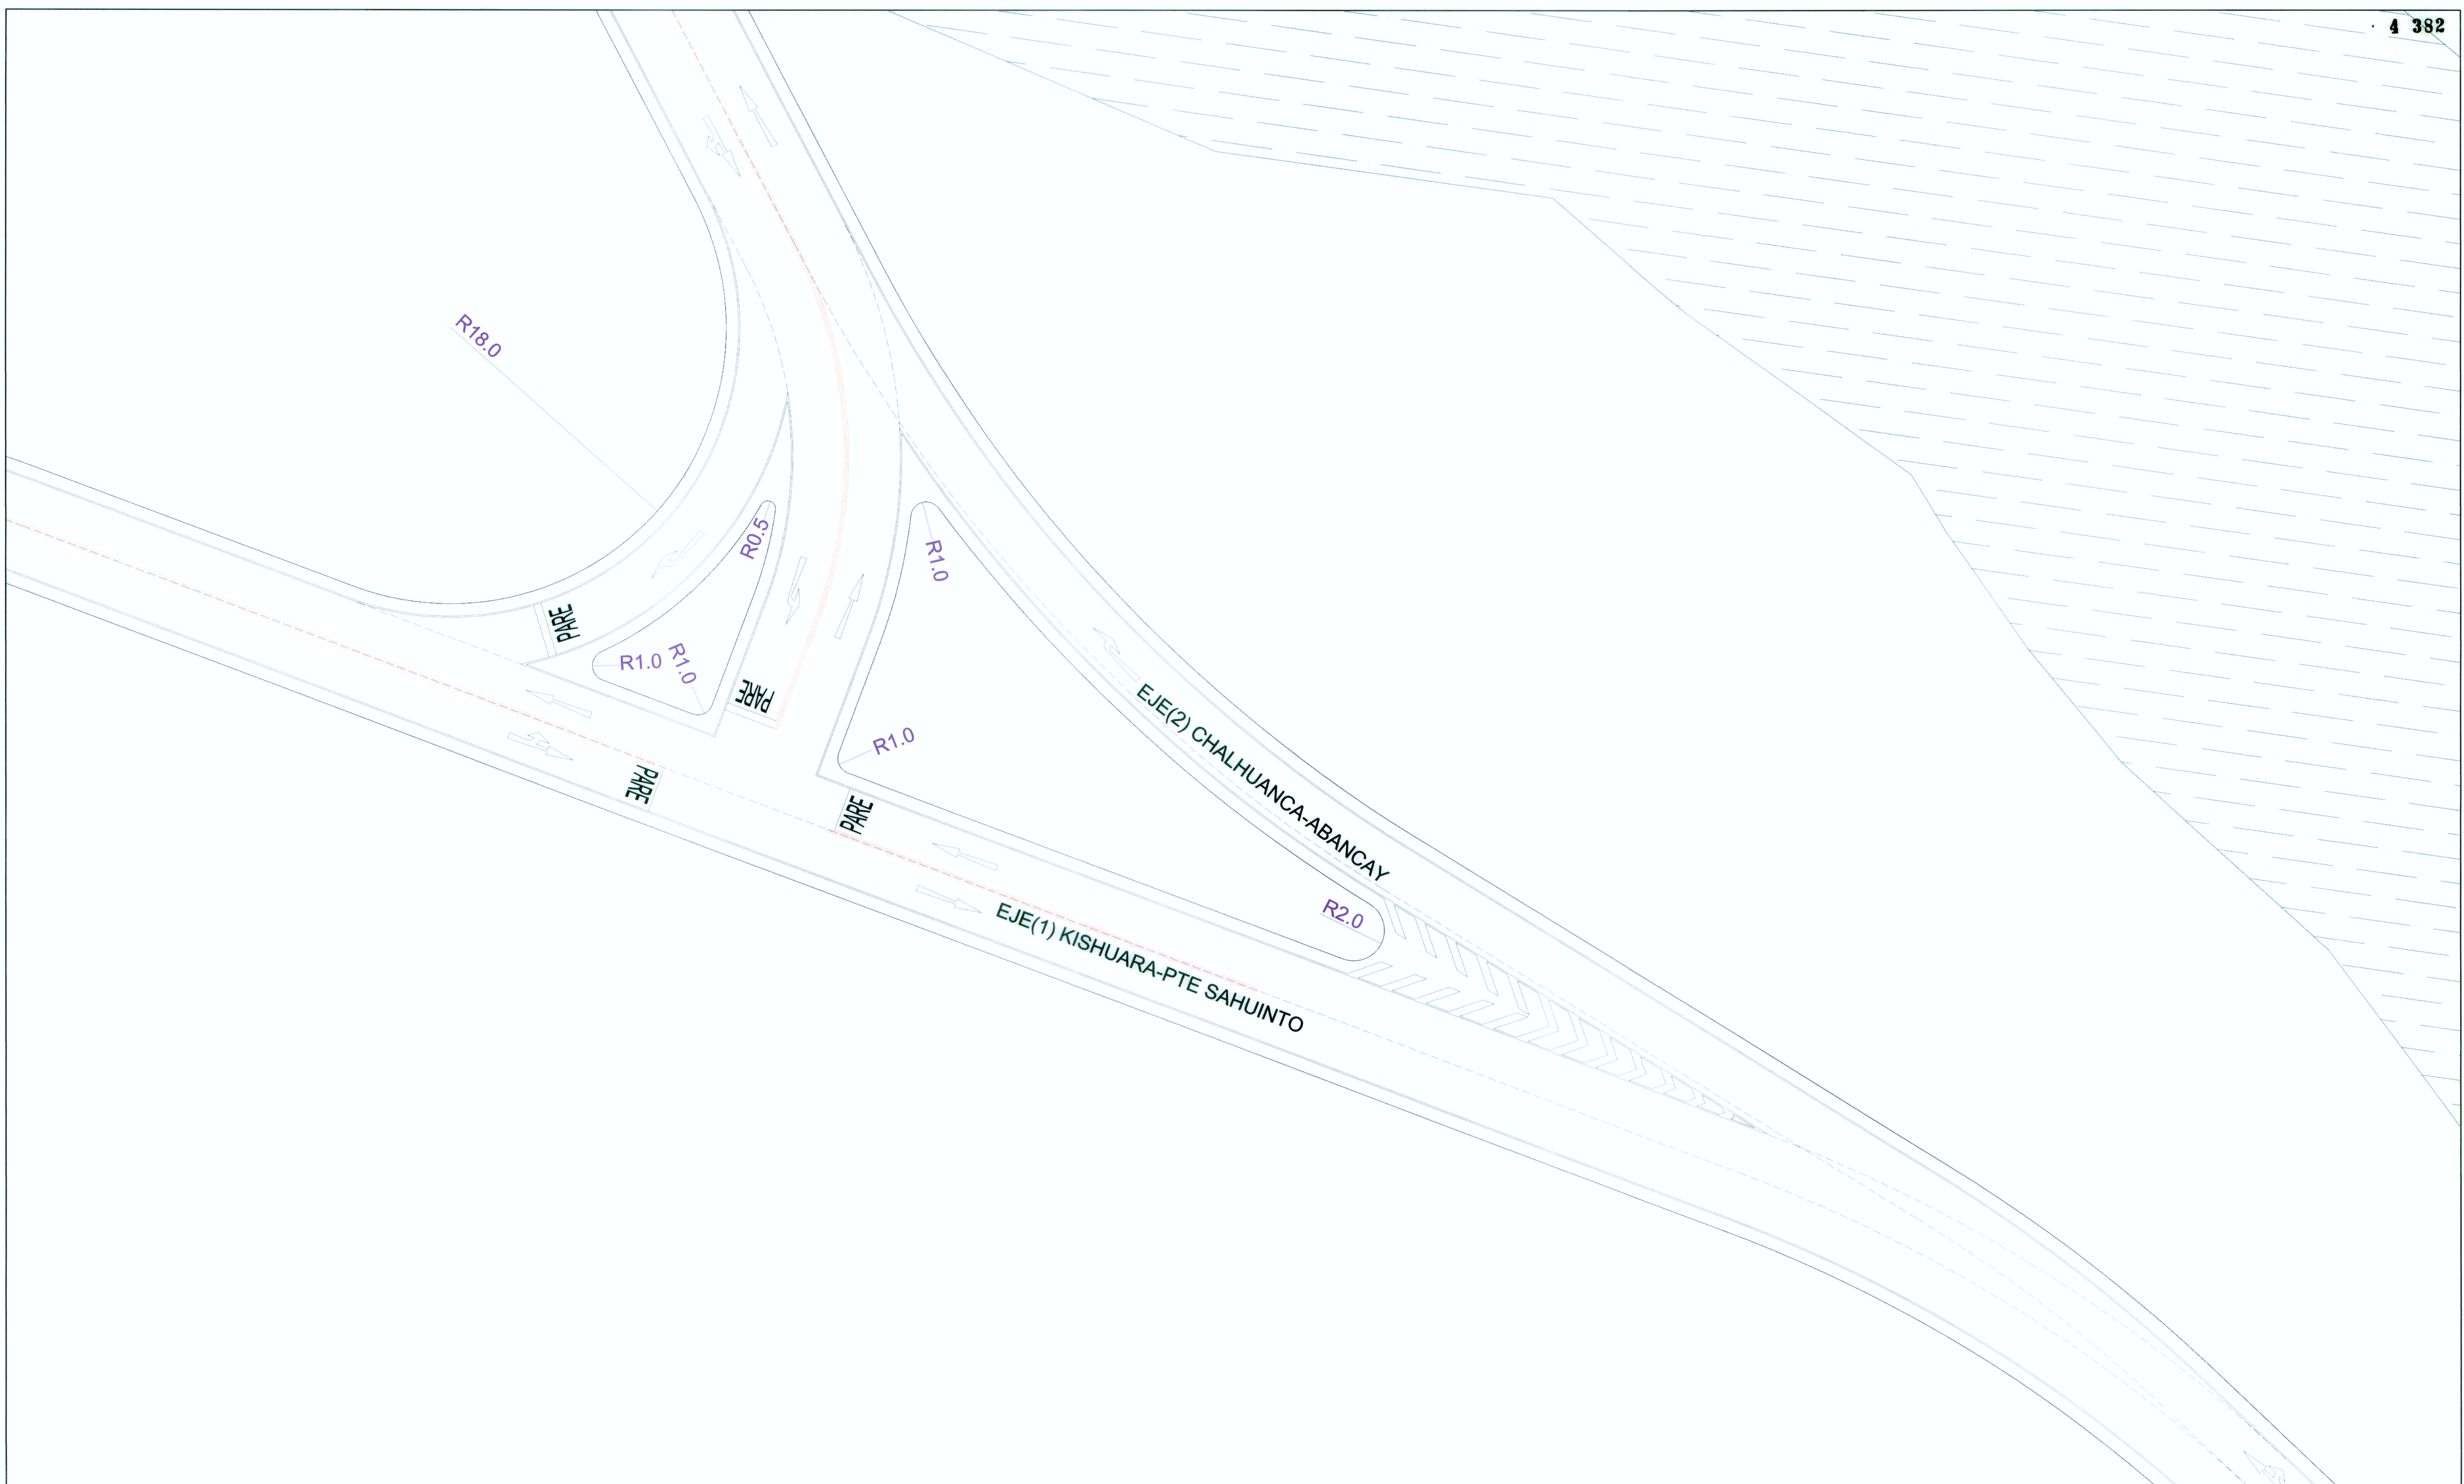 4 382
R18.0
R0.5
R1.0
PARE
R1.0
R1.0
PARE
R1.0
PARE
PARE
EJE(2) CHALHUANCA-ABANCAY
R2.0
EJE(1) KISHUARA-PTE SAHUINTO